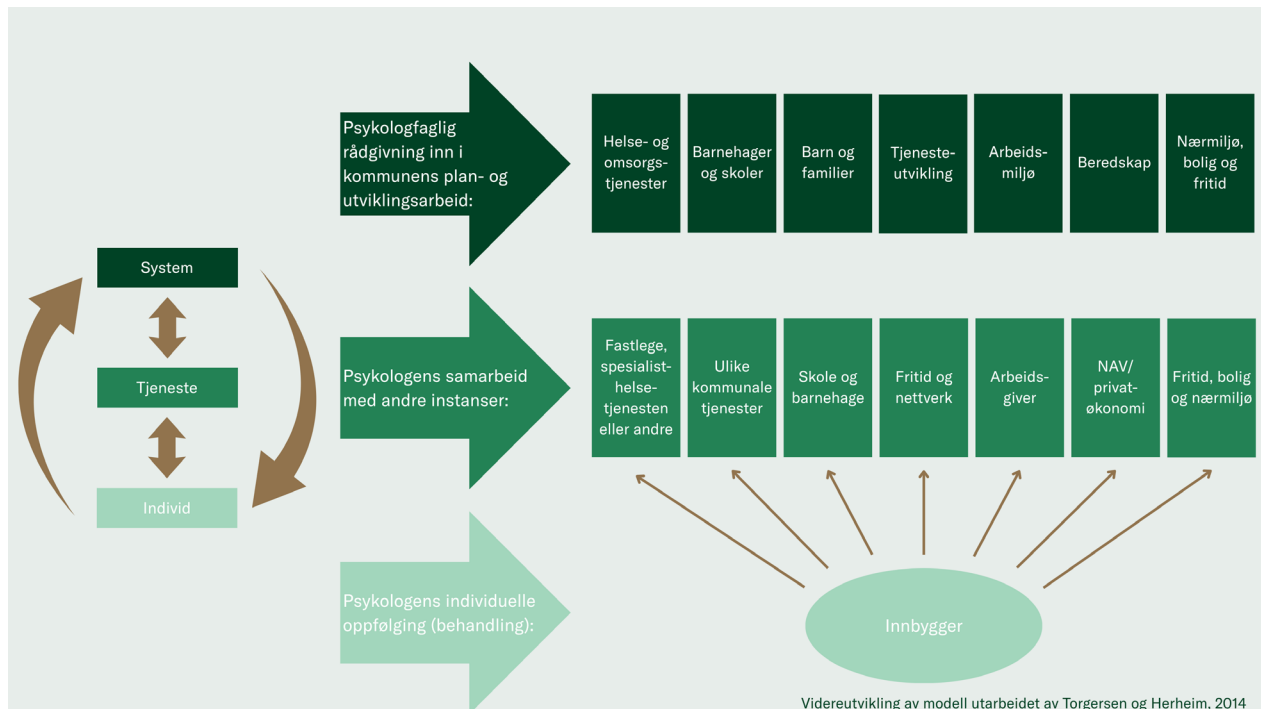 Psykologfaglig
rådgivning inn i
kommunens plan- og
utviklingsarbeid:
Helse- og
omsorgs-
tjenester
Barnehager
og skoler
Barn og
familier
Tjeneste-
utvikling
Arbeids-
miljø
Beredskap
Nærmiljø,
bolig og
fritid
System
Tjeneste
Individ
Psykologens samarbeid
med andre instanser:
Fastlege,
spesialist-
helse-
tjenesten
eller andre
Ulike
kommunale
tjenester
Skole og
barnehage
Fritid og
nettverk
Arbeids-
giver
NAV/
privat-
økonomi
Fritid, bolig
og nærmiljø
Psykologens individuelle
oppfølging (behandling):
Innbygger
Videreutvikling av modell utarbeidet av Torgersen og Herheim, 2014